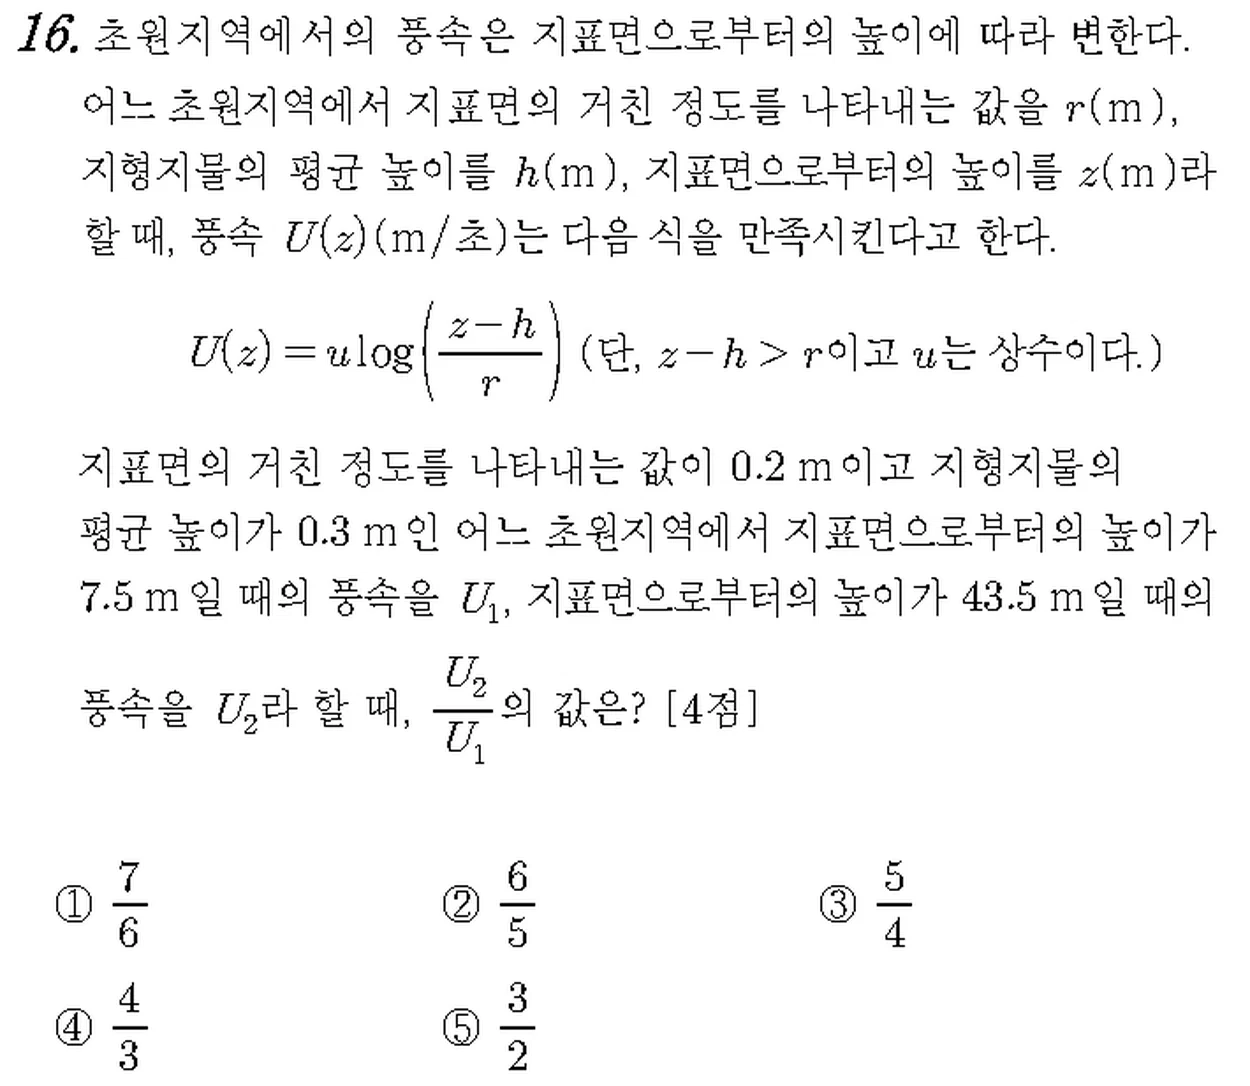 16. 초원지역에서의 풍속은 지표면으로부터의 높이에 따라 변한다.
어느 초원지역에서 지표면의 거친 정도를 나타내는 값을 r(m),
지형지물의 평균 높이를 h(m), 지표면으로부터의 높이를 z(m)라
할 때, 풍속 U(z)(m/초)는 다음 식을 만족시킨다고 한다.
U(z) = u log((z-h)/r) (단, z-h > r이고 u는 상수이다.)
지표면의 거친 정도를 나타내는 값이 0.2 m이고 지형지물의
평균 높이가 0.3 m인 어느 초원지역에서 지표면으로부터의 높이가
7.5 m일 때의 풍속을 U₁, 지표면으로부터의 높이가 43.5 m일 때의
풍속을 U₂라 할 때, U₂/U₁의 값은? [4점]
① 7/6 ② 6/5 ③ 5/4
④ 4/3 ⑤ 3/2